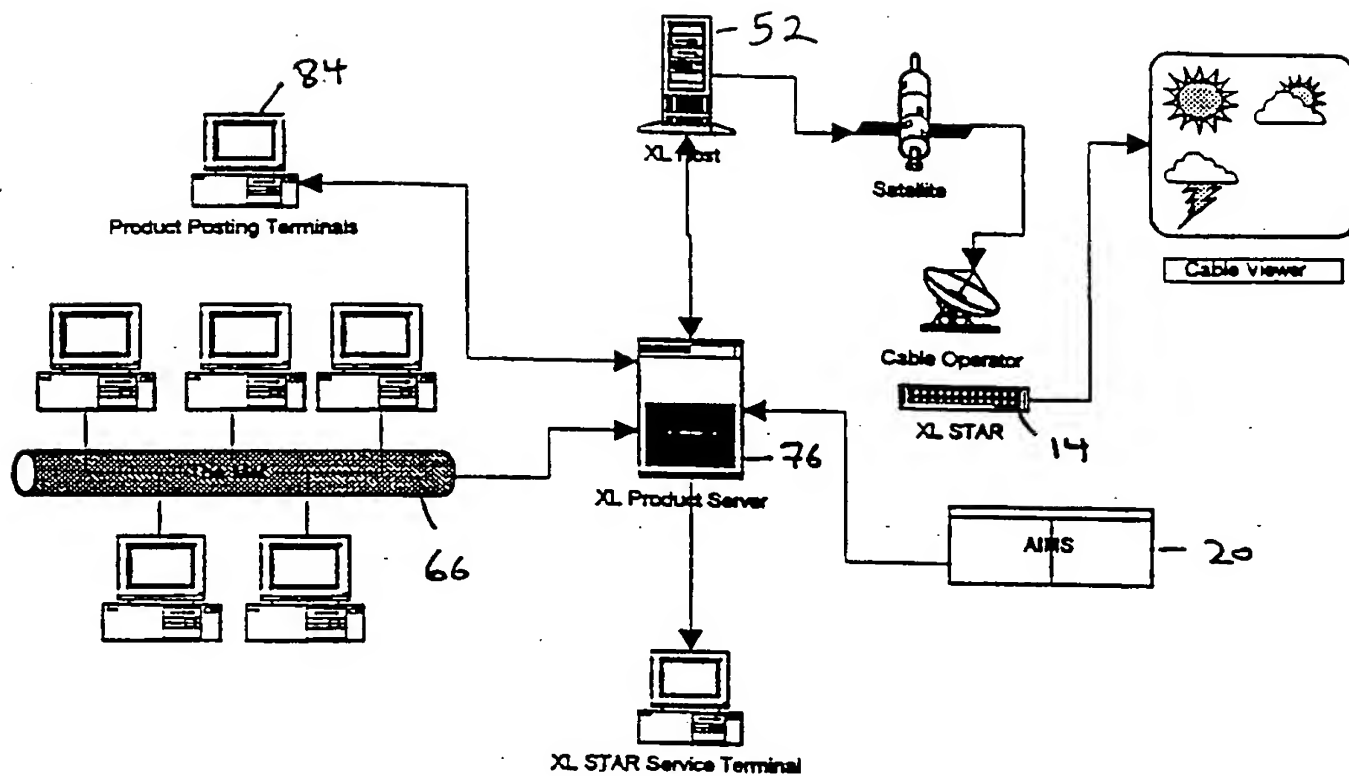 52
84
XL Host
Satellite
Product Posting Terminals
Cable Viewer
Cable Operator
XL STAR
14
76
XL Product Server
66
AIMS
20
XL STAR Service Terminal